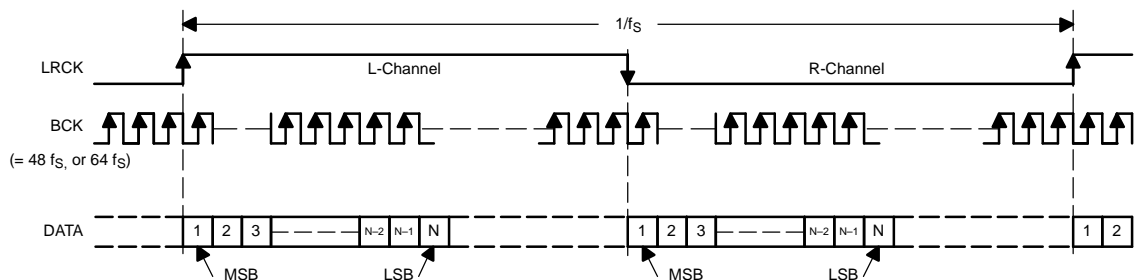 1/fS
LRCK
L-Channel
R-Channel
BCK
(= 48 fS, or 64 fS)
DATA
1 2 3 N–2 N–1 N 1 2 3 N–2 N–1 N 1 2
MSB LSB MSB LSB